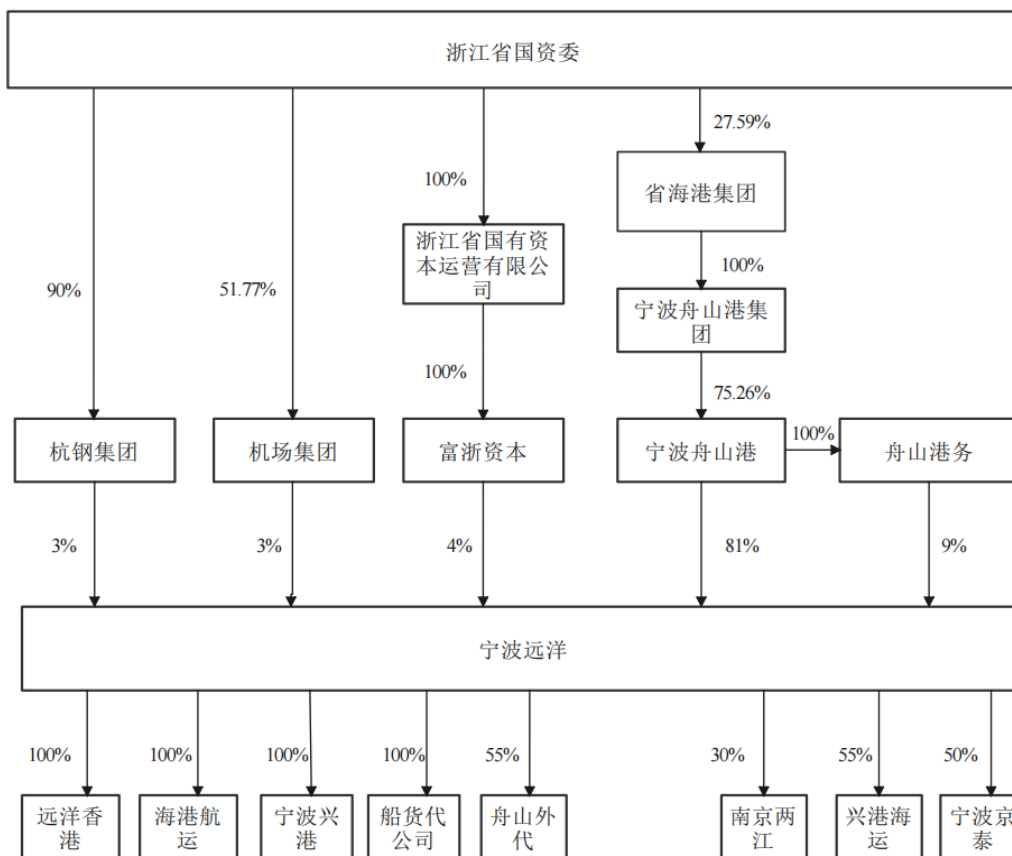 浙江省国资委
27.59%
省海港集团
100%
浙江省国有资
本运营有限公
司
100%
90%
51.77%
宁波舟山港集
团
100%
75.26%
杭钢集团
机场集团
富浙资本
宁波舟山港
100%
舟山港务
3%
3%
4%
81%
9%
宁波远洋
100%
100%
100%
100%
55%
30%
55%
50%
远洋香
港
海港航
运
宁波兴
港
船货代
公司
舟山外
代
南京两
江
兴港海
运
宁波京
泰